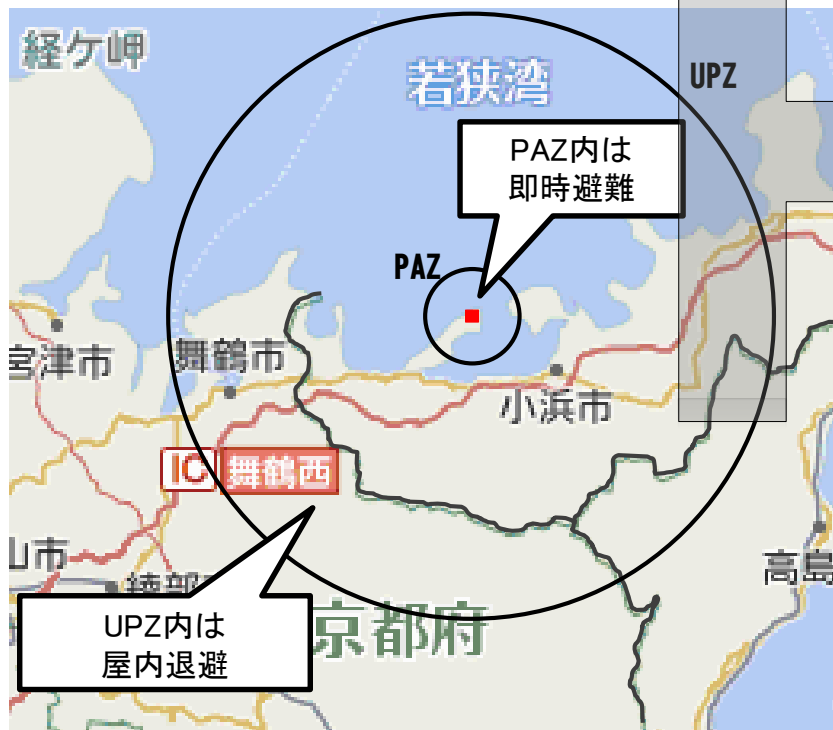 経ケ岬
若狭湾
UPZ
PAZ内は
即時避難
PAZ
宮津市
舞鶴市
小浜市
IC 舞鶴西
山市
綾部
高島
UPZ内は
屋内退避
京都府